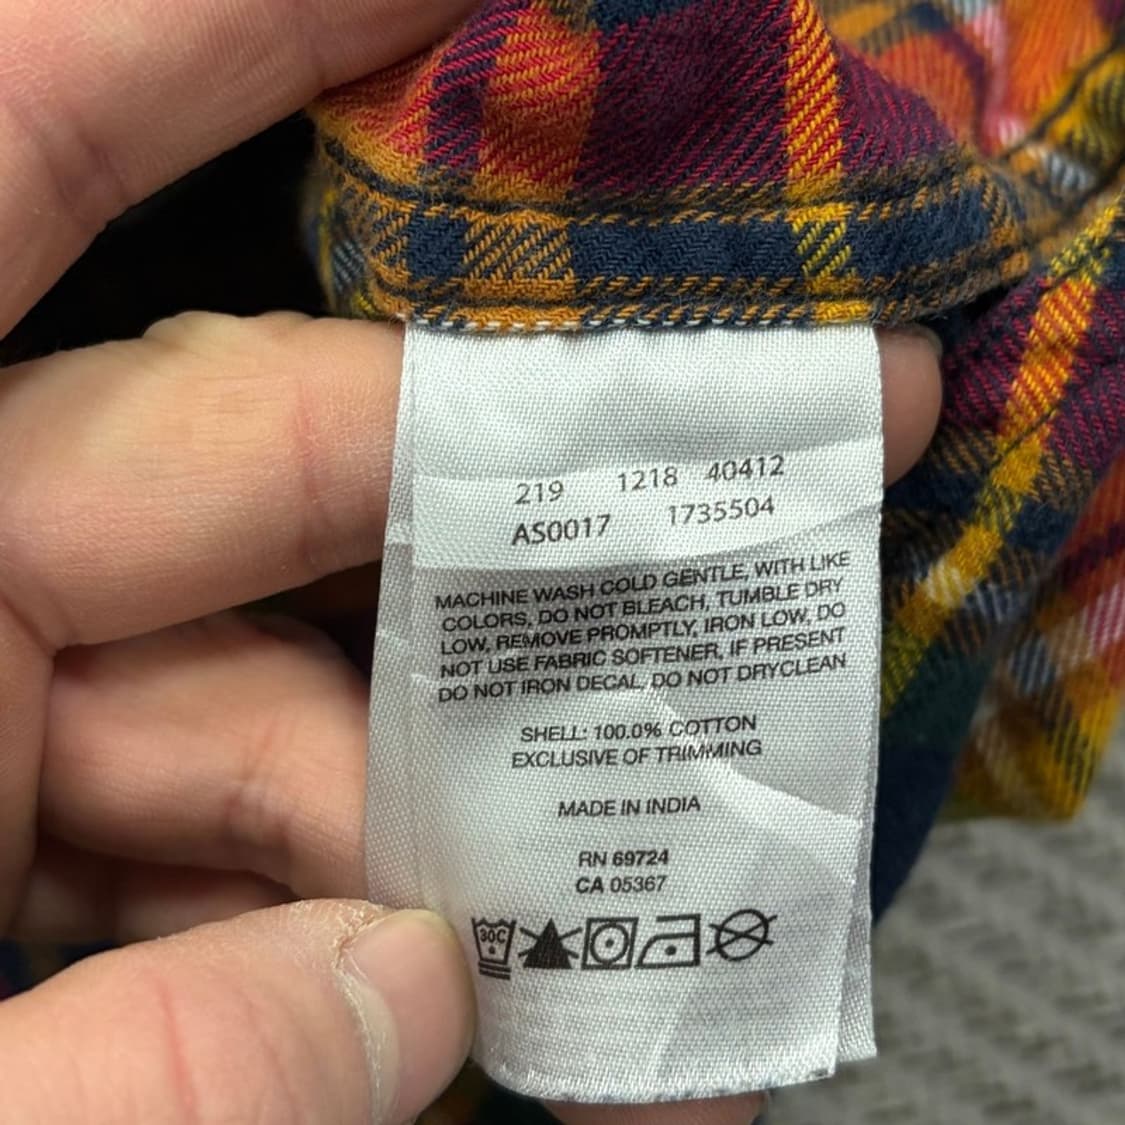 219 1218 40412
AS0017 1735504
MACHINE WASH COLD GENTLE, WITH LIKE
COLORS, DO NOT BLEACH, TUMBLE DRY
LOW, REMOVE PROMPTLY, IRON LOW, DO
NOT USE FABRIC SOFTENER, IF PRESENT
DO NOT IRON DECAL, DO NOT DRYCLEAN
SHELL: 100.0% COTTON
EXCLUSIVE OF TRIMMING
MADE IN INDIA
RN 69724
CA 05367
30C